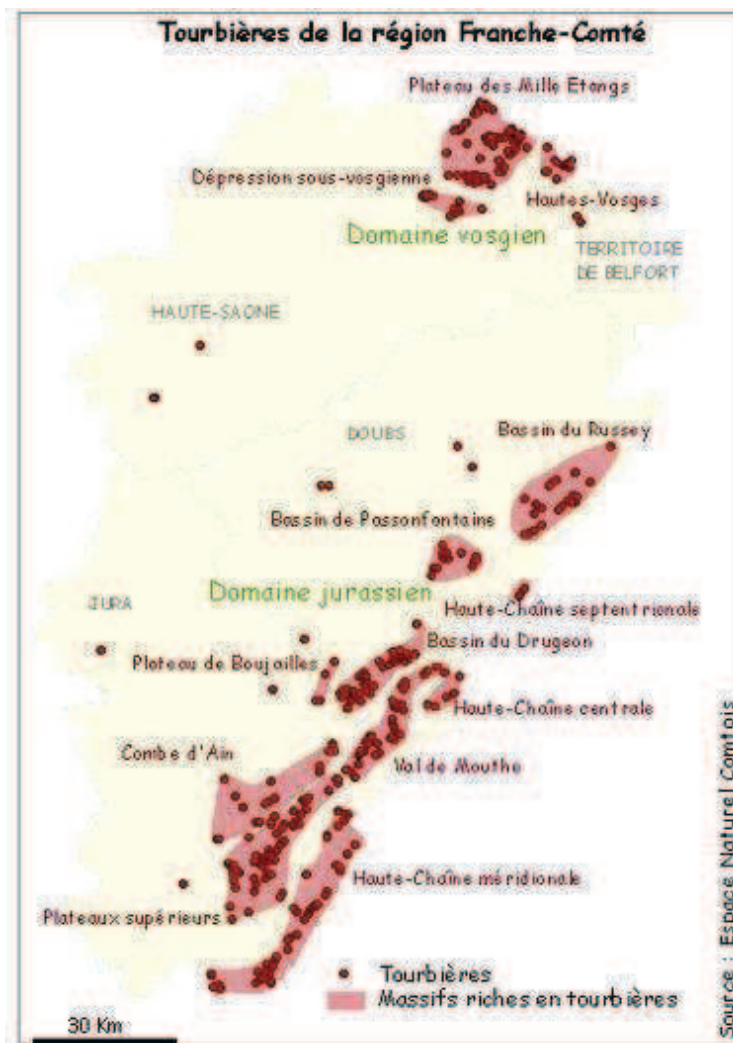 Tourbières de la région Franche-Comté
Plateau des Mille Etangs
Dépression sous-vosgienne
Hautes-Vosges
Domaine vosgien
TERRITOIRE
DE BELFORT
HAUTE-SAONE
DOUBS
Bassin du Russey
Bassin de Passonfontaine
Domaine jurassien
JURA
Haute-Chaîne septentrionale
Bassin du Drugeon
Plateau de Boujailles
Haute-Chaîne centrale
Combe d'Ain
Val de Mouthe
Haute-Chaîne méridionale
Plateaux supérieurs
Tourbières
Massifs riches en tourbières
30 Km
Source : Espace Naturel Comtois